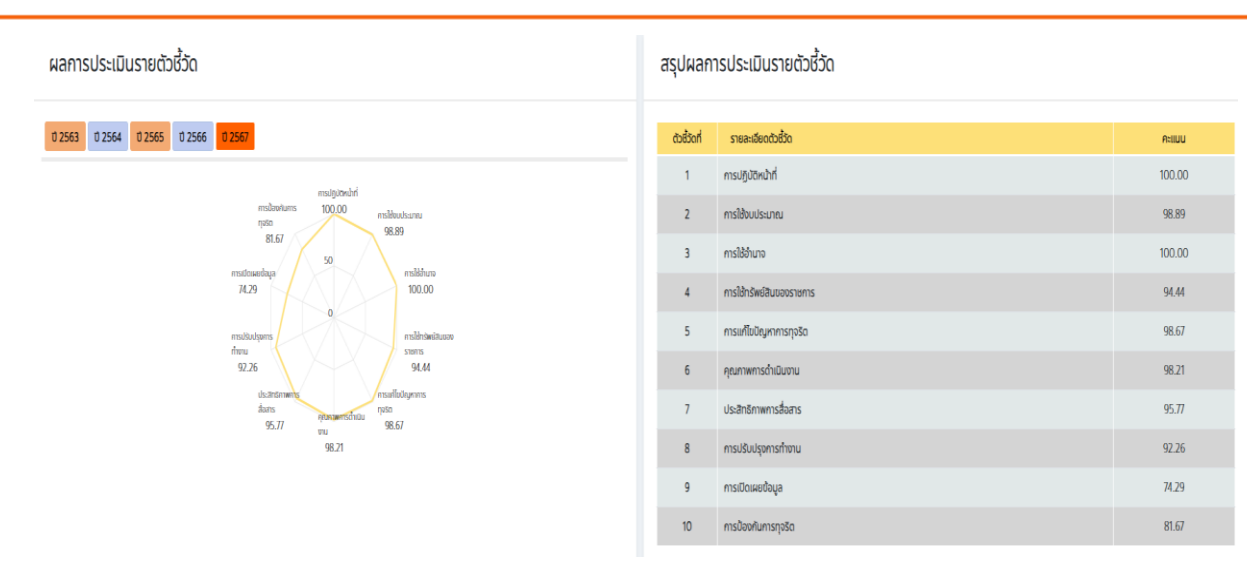 ผลการประเมินรายตัวชี้วัด
ปี 2563 ปี 2564 ปี 2565 ปี 2566 ปี 2567
การปฏิบัติหน้าที่
100.00
การใช้งบประมาณ
98.89
การใช้อำนาจ
100.00
การใช้ทรัพย์สินของ
ราชการ
94.44
การแก้ไขปัญหาการ
ทุจริต
98.67
คุณภาพการดำเนิน
งาน
98.21
ประสิทธิภาพการ
สื่อสาร
95.77
การปรับปรุงการ
ทำงาน
92.26
การเปิดเผยข้อมูล
74.29
การป้องกันการ
ทุจริต
81.67
50
0
สรุปผลการประเมินรายตัวชี้วัด
ตัวชี้วัดที่ รายละเอียดตัวชี้วัด คะแนน
1 การปฏิบัติหน้าที่ 100.00
2 การใช้งบประมาณ 98.89
3 การใช้อำนาจ 100.00
4 การใช้ทรัพย์สินของราชการ 94.44
5 การแก้ไขปัญหาการทุจริต 98.67
6 คุณภาพการดำเนินงาน 98.21
7 ประสิทธิภาพการสื่อสาร 95.77
8 การปรับปรุงการทำงาน 92.26
9 การเปิดเผยข้อมูล 74.29
10 การป้องกันการทุจริต 81.67